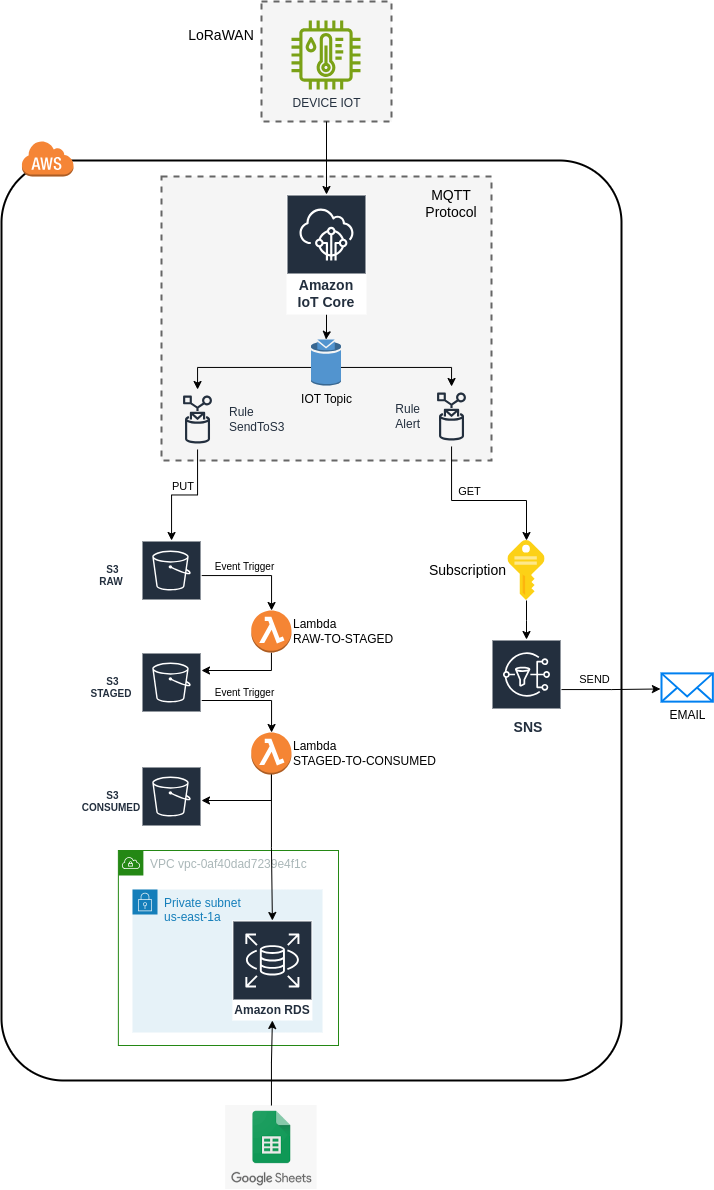 LoRaWAN
DEVICE IOT
AWS
MQTT
Protocol
Amazon
IoT Core
IOT Topic
Rule
SendToS3
Rule
Alert
PUT
GET
S3
RAW
Event Trigger
Subscription
Lambda
RAW-TO-STAGED
S3
STAGED
Event Trigger
SNS
SEND
EMAIL
Lambda
STAGED-TO-CONSUMED
S3
CONSUMED
VPC vpc-0af40dad7239e4f1c
Private subnet
us-east-1a
Amazon RDS
Google Sheets